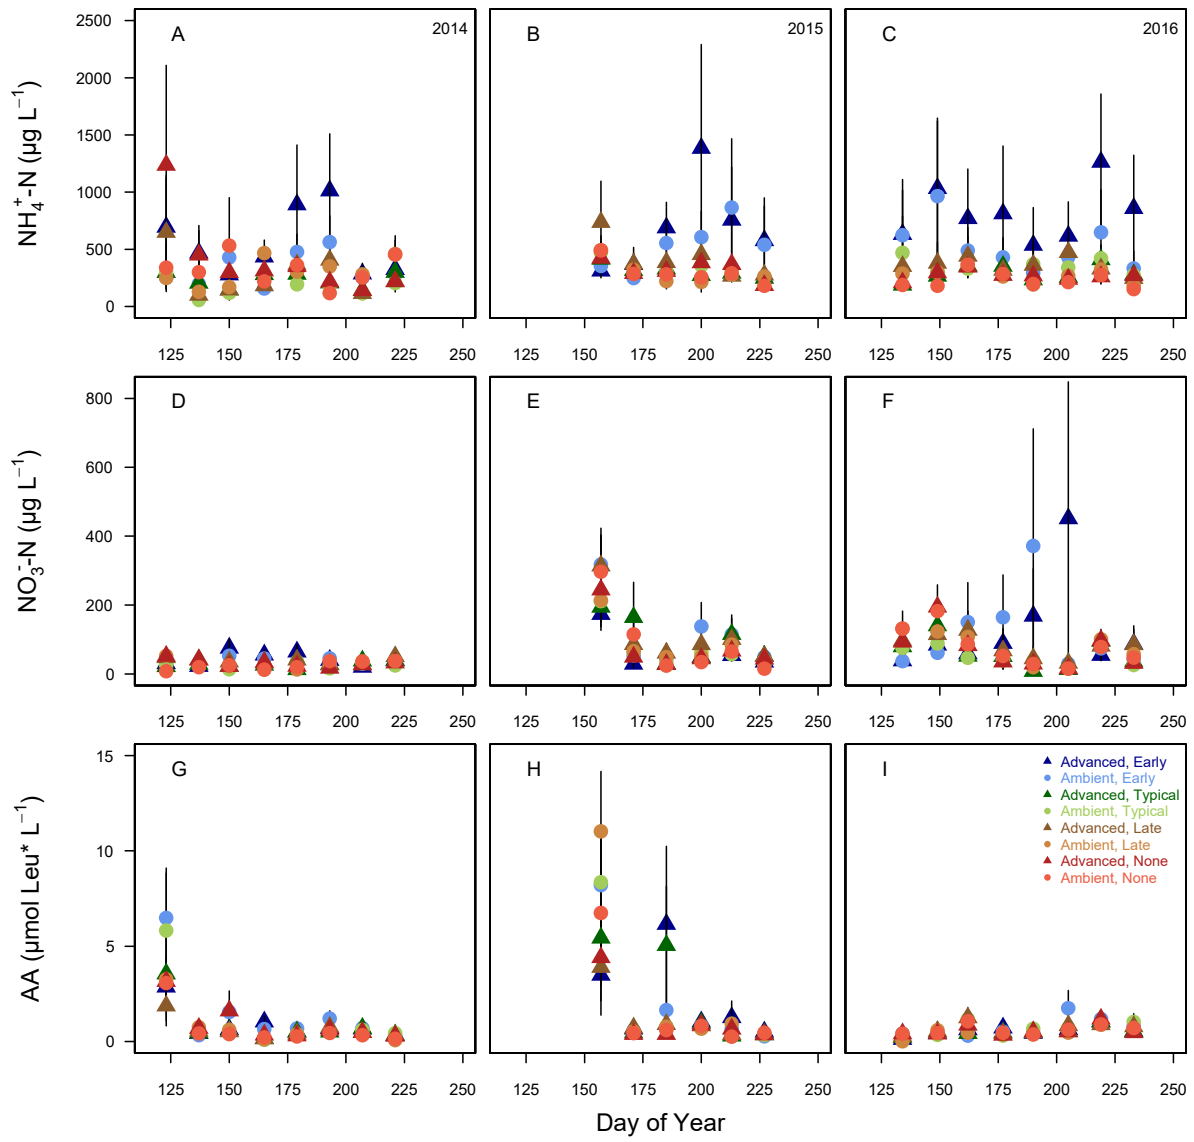 A 2014
B 2015
C 2016
NH₄⁺-N (µg L⁻¹)
2500
2000
1500
1000
500
0
125 150 175 200 225 250
125 150 175 200 225 250
125 150 175 200 225 250
D
E
F
NO₃⁻-N (µg L⁻¹)
800
600
400
200
0
125 150 175 200 225 250
125 150 175 200 225 250
125 150 175 200 225 250
G
H
I
AA (µmol Leu* L⁻¹)
15
10
5
0
Advanced, Early
Ambient, Early
Advanced, Typical
Ambient, Typical
Advanced, Late
Ambient, Late
Advanced, None
Ambient, None
125 150 175 200 225 250
125 150 175 200 225 250
125 150 175 200 225 250
Day of Year